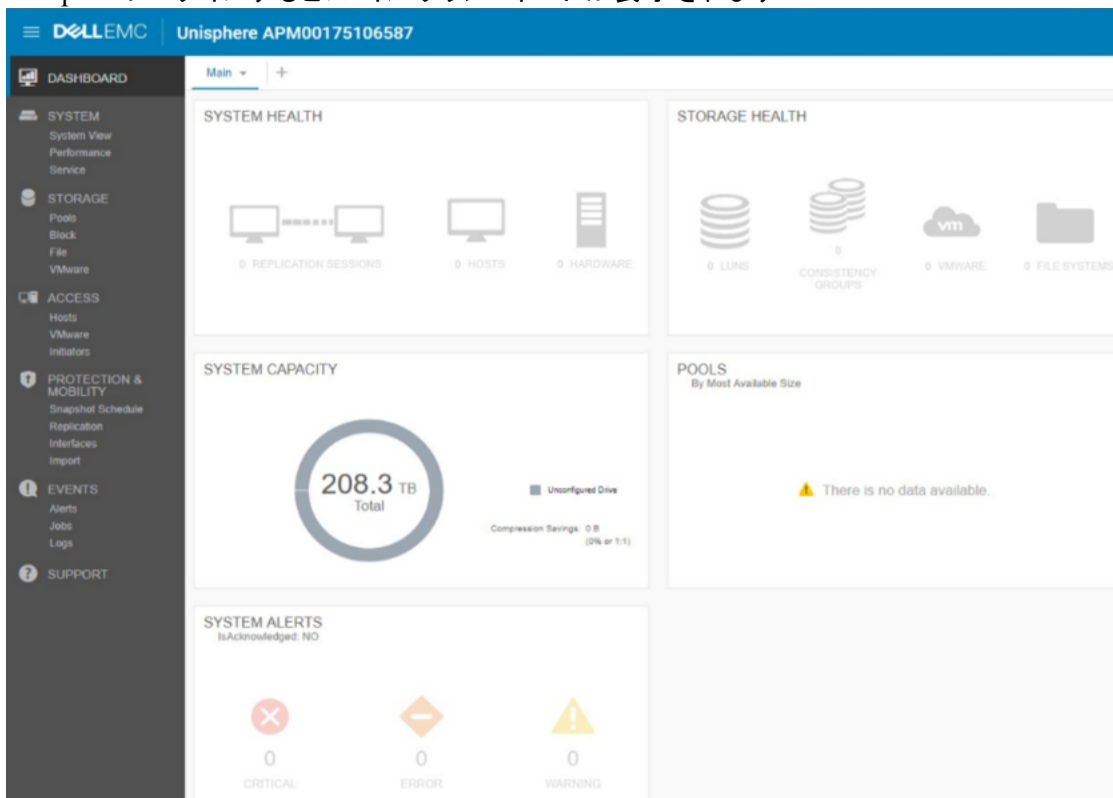 DELLEMC
Unisphere APM00175106587
DASHBOARD
SYSTEM
System View
Performance
Service
STORAGE
Pools
Block
File
VMware
ACCESS
Hosts
VMware
Initiators
PROTECTION &
MOBILITY
Snapshot Schedule
Replication
Interfaces
Import
EVENTS
Alerts
Jobs
Logs
SUPPORT
Main
SYSTEM HEALTH
0 REPLICATION SESSIONS
0 HOSTS
0 HARDWARE
STORAGE HEALTH
0 LUNS
0
CONSISTENCY
GROUPS
vm
0 VMWARE
0 FILE SYSTEMS
SYSTEM CAPACITY
208.3 TB
Total
Unconfigured Drive
Compression Savings: 0 B
(0% or 1:1)
POOLS
By Most Available Size
There is no data available.
SYSTEM ALERTS
IsAcknowledged: NO
0
CRITICAL
0
ERROR
0
WARNING